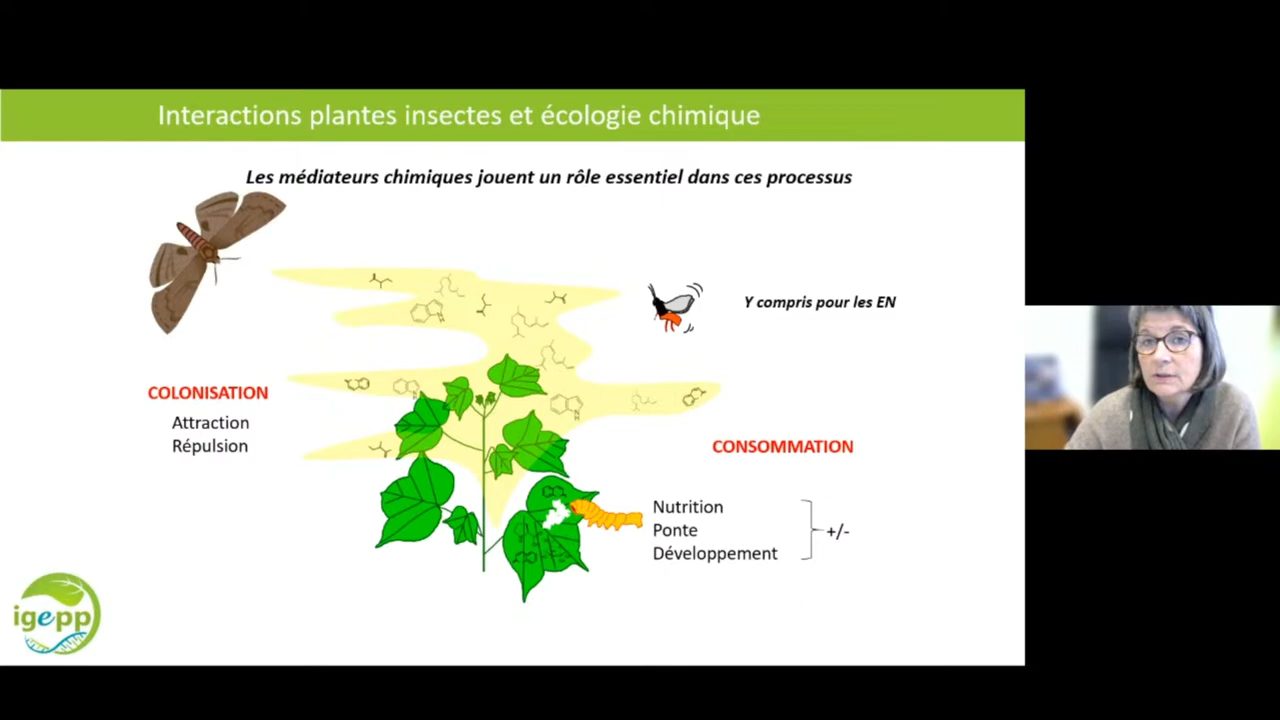 Interactions plantes insectes et écologie chimique
Les médiateurs chimiques jouent un rôle essentiel dans ces processus
Y compris pour les EN
COLONISATION
Attraction
Répulsion
CONSOMMATION
Nutrition
Ponte
Développement
+/-
igepp